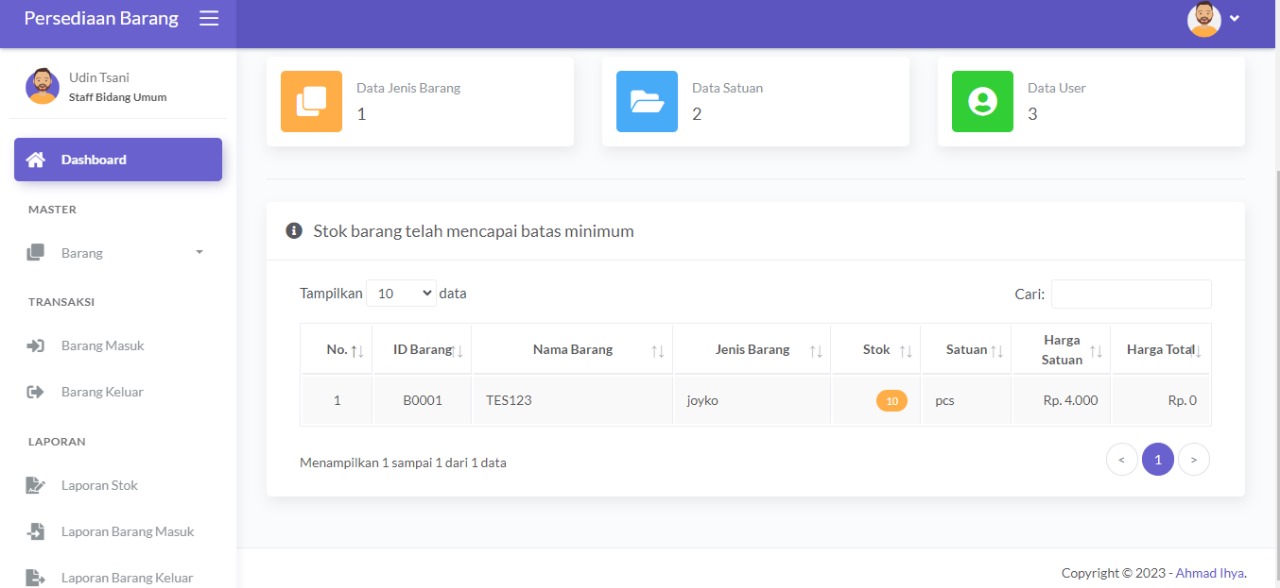 Persediaan Barang
Udin Tsani
Staff Bidang Umum
Dashboard
MASTER
Barang
TRANSAKSI
Barang Masuk
Barang Keluar
LAPORAN
Laporan Stok
Laporan Barang Masuk
Laporan Barang Keluar
Data Jenis Barang
1
Data Satuan
2
Data User
3
Stok barang telah mencapai batas minimum
Tampilkan 10 data
Cari:
No. ID Barang Nama Barang Jenis Barang Stok Satuan Harga Satuan Harga Total
1 B0001 TES123 joyko 10 pcs Rp. 4.000 Rp. 0
Menampilkan 1 sampai 1 dari 1 data
< 1 >
Copyright © 2023 - Ahmad Ihya.